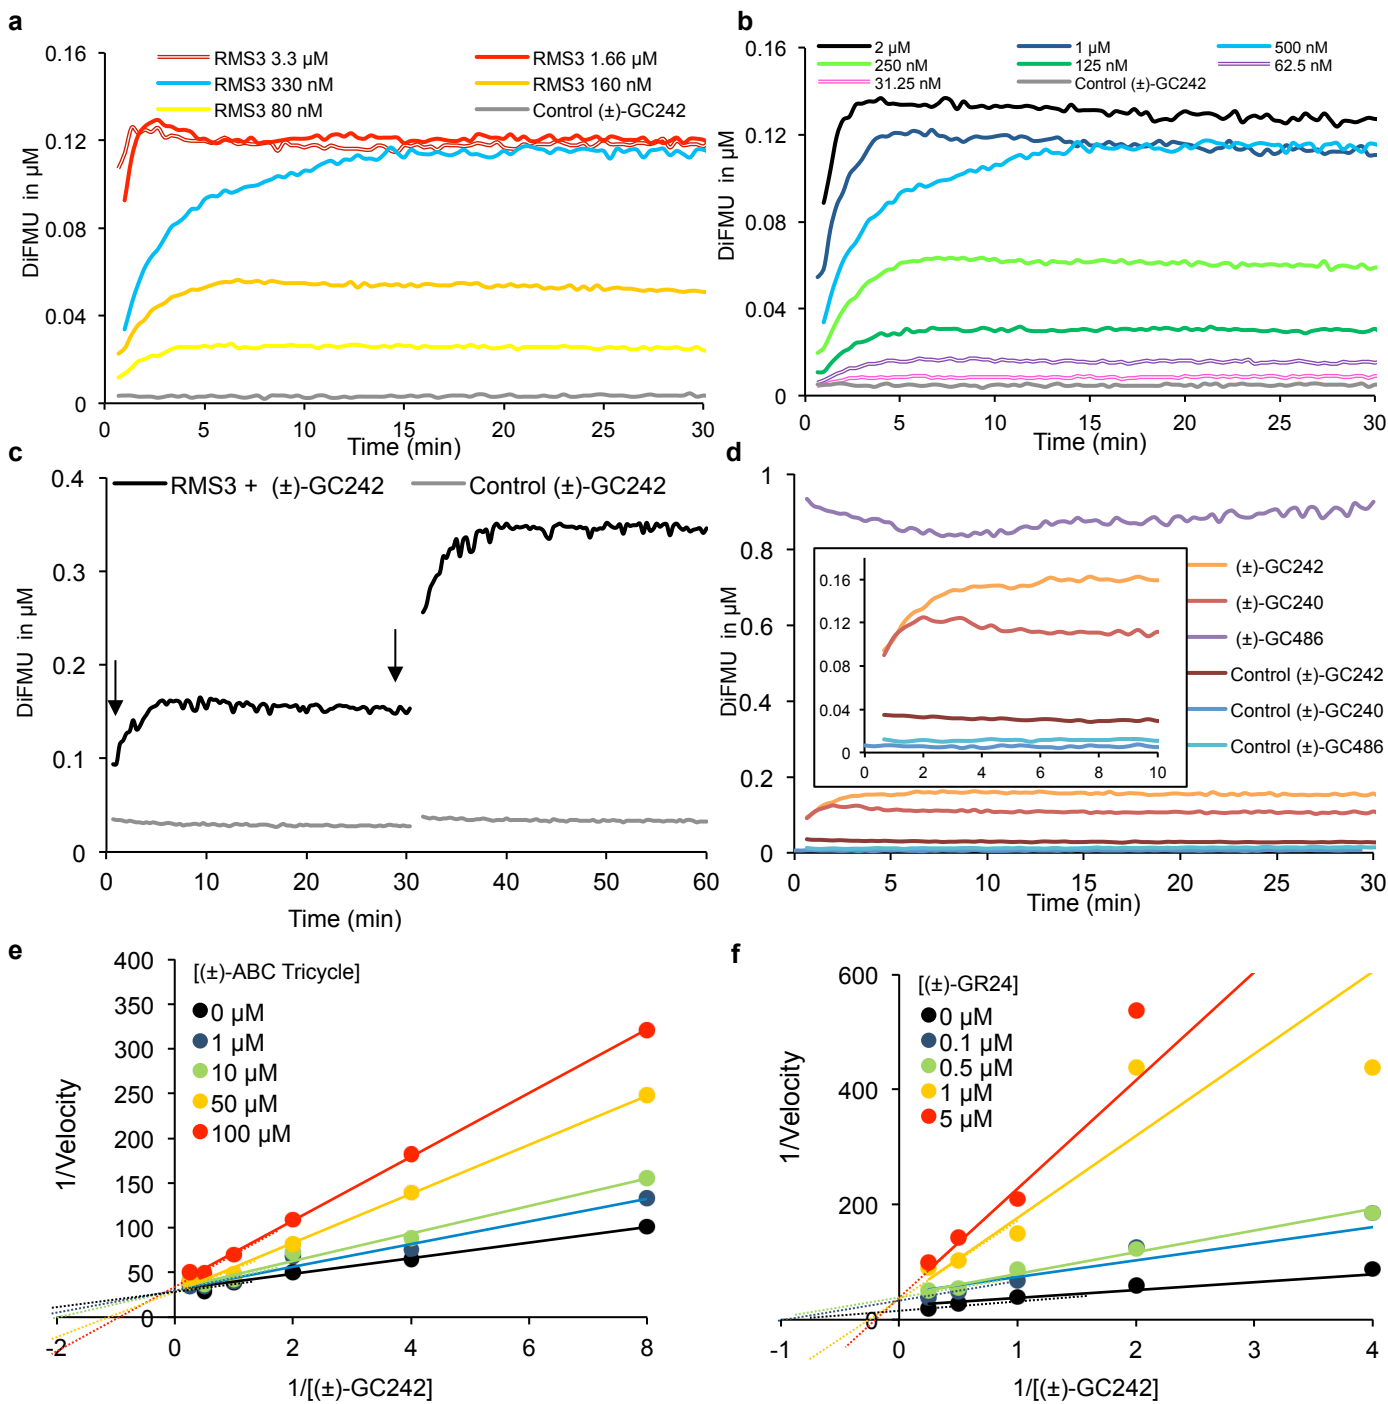 a
0.16
0.12
0.08
0.04
0
DiFMU in µM
RMS3 3.3 µM
RMS3 1.66 µM
RMS3 330 nM
RMS3 160 nM
RMS3 80 nM
Control (±)-GC242
0 5 10 15 20 25 30
Time (min)
b
0.16
0.12
0.08
0.04
0
DiFMU in µM
2 µM
1 µM
500 nM
250 nM
125 nM
62.5 nM
31.25 nM
Control (±)-GC242
0 5 10 15 20 25 30
Time (min)
c
0.4
0.3
0.2
0.1
0
DiFMU in µM
RMS3 + (±)-GC242
Control (±)-GC242
0 10 20 30 40 50 60
Time (min)
d
1
0.8
0.6
0.4
0.2
0
DiFMU in µM
0.16
0.12
0.08
0.04
0
0 2 4 6 8 10
(±)-GC242
(±)-GC240
(±)-GC486
Control (±)-GC242
Control (±)-GC240
Control (±)-GC486
0 5 10 15 20 25 30
Time (min)
e
400
350
300
250
200
150
100
50
0
1/Velocity
[(±)-ABC Tricycle]
0 µM
1 µM
10 µM
50 µM
100 µM
-2 0 2 4 6 8
1/[(±)-GC242]
f
600
400
200
0
1/Velocity
[(±)-GR24]
0 µM
0.1 µM
0.5 µM
1 µM
5 µM
-1 0 1 2 3 4
1/[(±)-GC242]